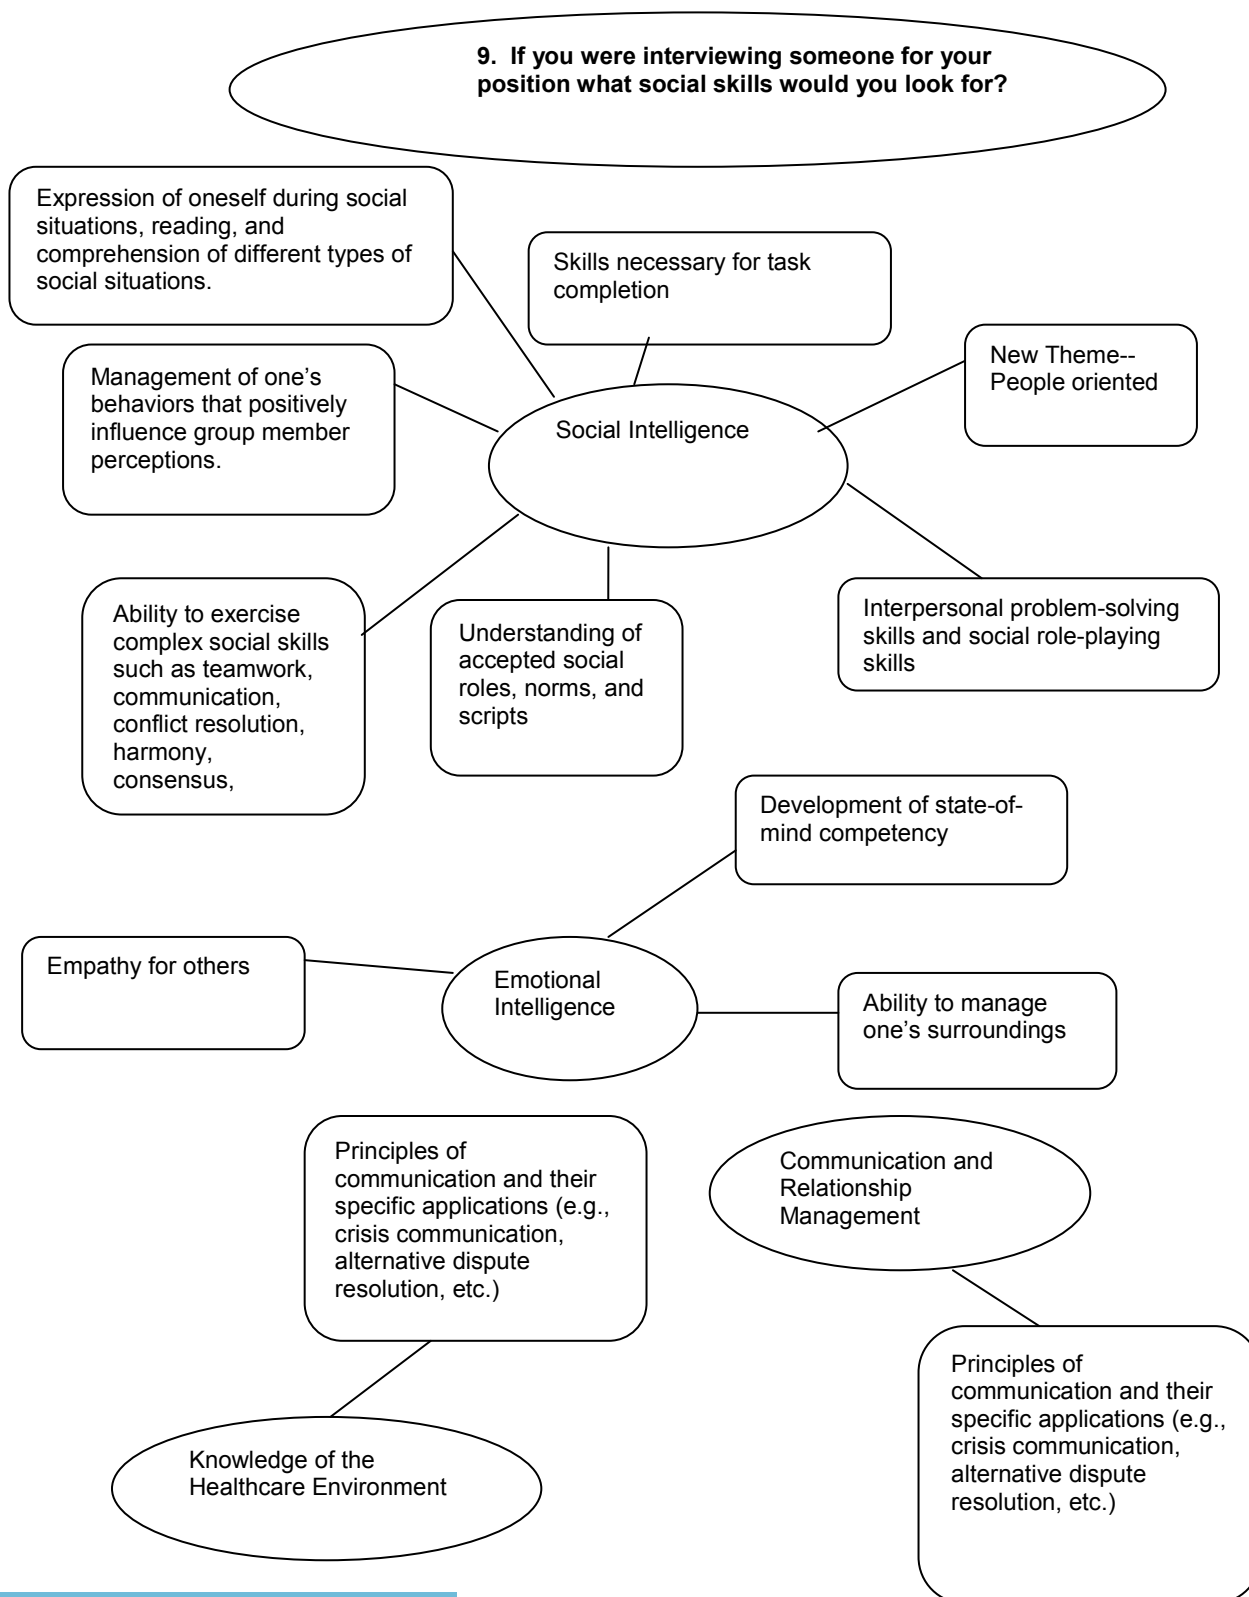 9. If you were interviewing someone for your
position what social skills would you look for?
Expression of oneself during social
situations, reading, and
comprehension of different types of
social situations.
Skills necessary for task
completion
New Theme--
People oriented
Management of one's
behaviors that positively
influence group member
perceptions.
Social Intelligence
Ability to exercise
complex social skills
such as teamwork,
communication,
conflict resolution,
harmony,
consensus,
Understanding of
accepted social
roles, norms, and
scripts
Interpersonal problem-solving
skills and social role-playing
skills
Development of state-of-
mind competency
Empathy for others
Emotional
Intelligence
Ability to manage
one's surroundings
Principles of
communication and their
specific applications (e.g.,
crisis communication,
alternative dispute
resolution, etc.)
Communication and
Relationship
Management
Knowledge of the
Healthcare Environment
Principles of
communication and their
specific applications (e.g.,
crisis communication,
alternative dispute
resolution, etc.)